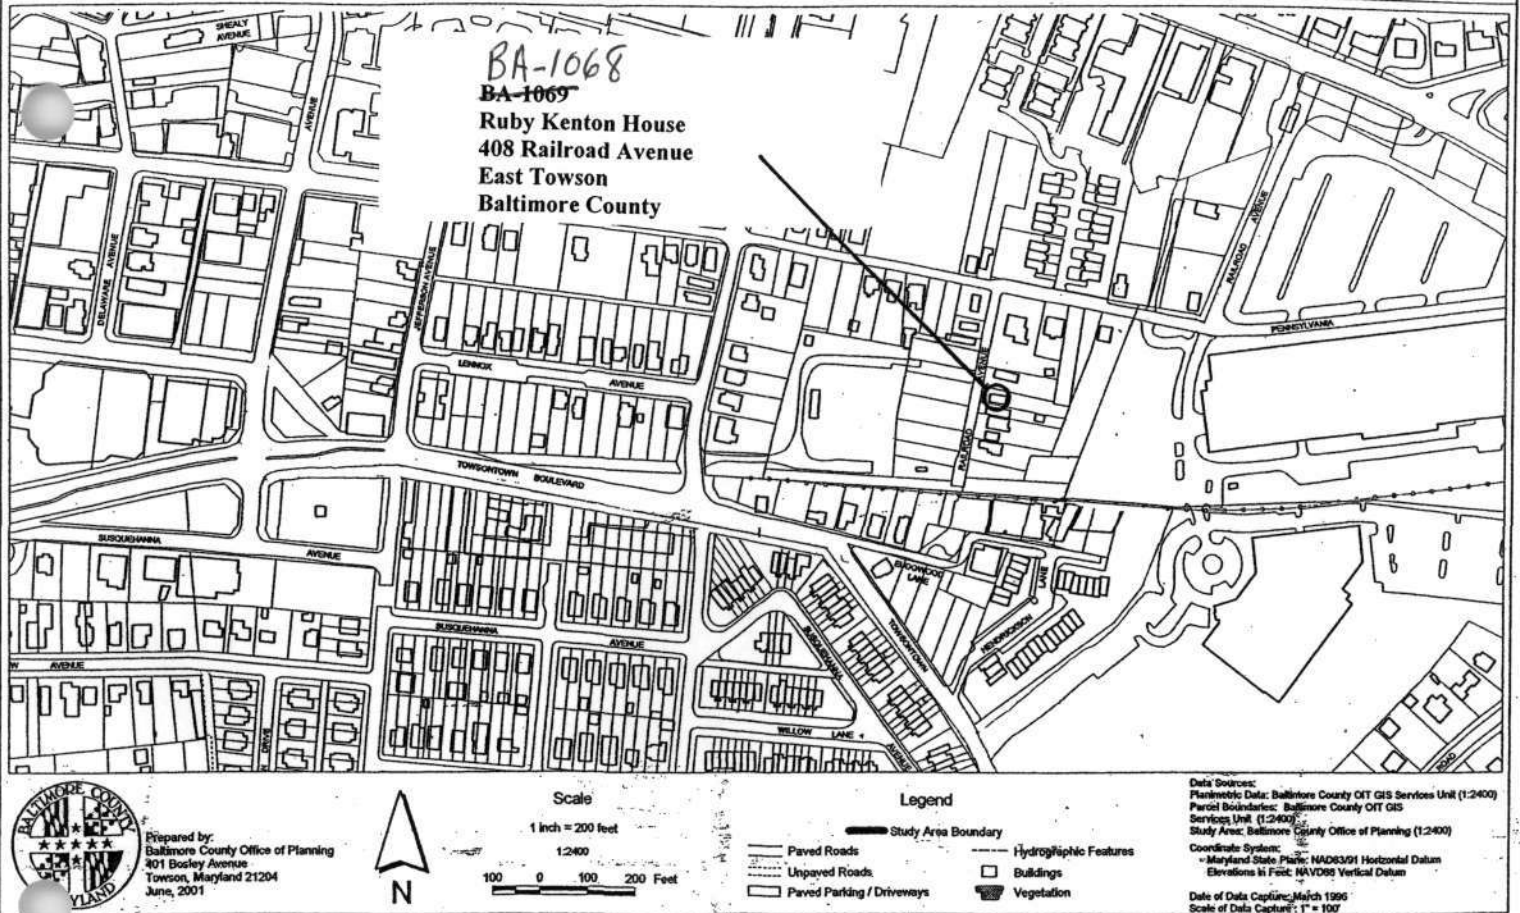 SHEALY
AVENUE
BA-1068
BA-1069
Ruby Kenton House
408 Railroad Avenue
East Towson
Baltimore County
AVENUE
DELAWARE AVENUE
JEFFERSON AVENUE
RAILROAD AVENUE
PENNSYLVANIA
LENNOX AVENUE
RAILROAD AVENUE
TOWSONTOWN BOULEVARD
SUSQUEHANNA AVENUE
LANE
HENDRICKSON LANE
TOWSONTOWN
SUSQUEHANNA AVENUE
SUSQUEHANNA AVENUE
W AVENUE
DRIVE
WILLOW LANE
ROAD
BALTIMORE COUNTY
MARYLAND
Prepared by:
Baltimore County Office of Planning
401 Bosley Avenue
Towson, Maryland 21204
June, 2001
N
Scale
1 inch = 200 feet
1:2400
100 0 100 200 Feet
Legend
Study Area Boundary
Paved Roads
Unpaved Roads
Paved Parking / Driveways
Hydrographic Features
Buildings
Vegetation
Data Sources:
Planimetric Data: Baltimore County OIT GIS Services Unit (1:2400)
Parcel Boundaries: Baltimore County OIT GIS
Services Unit (1:2400)
Study Area: Baltimore County Office of Planning (1:2400)
Coordinate System:
Maryland State Plane: NAD83/91 Horizontal Datum
Elevations in Feet: NAVD88 Vertical Datum
Date of Data Capture: March 1996
Scale of Data Capture: 1" = 100'